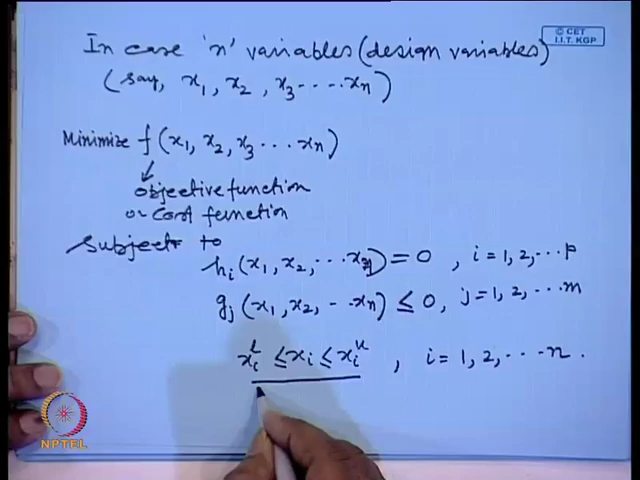 © CET
I.I.T. KGP
In case 'n' variables (design variables)
(say, x₁, x₂, x₃ ---- xₙ)
Minimize f(x₁, x₂, x₃ ... xₙ)
objective function
or cost function
Subject to
hᵢ(x₁, x₂, ... xₙ) = 0 , i = 1, 2, ... p
gⱼ(x₁, x₂, -- xₙ) ≤ 0, j = 1, 2, ... m
xᵢˡ ≤ xᵢ ≤ xᵢᵘ , i = 1, 2, ... n .
NPTEL